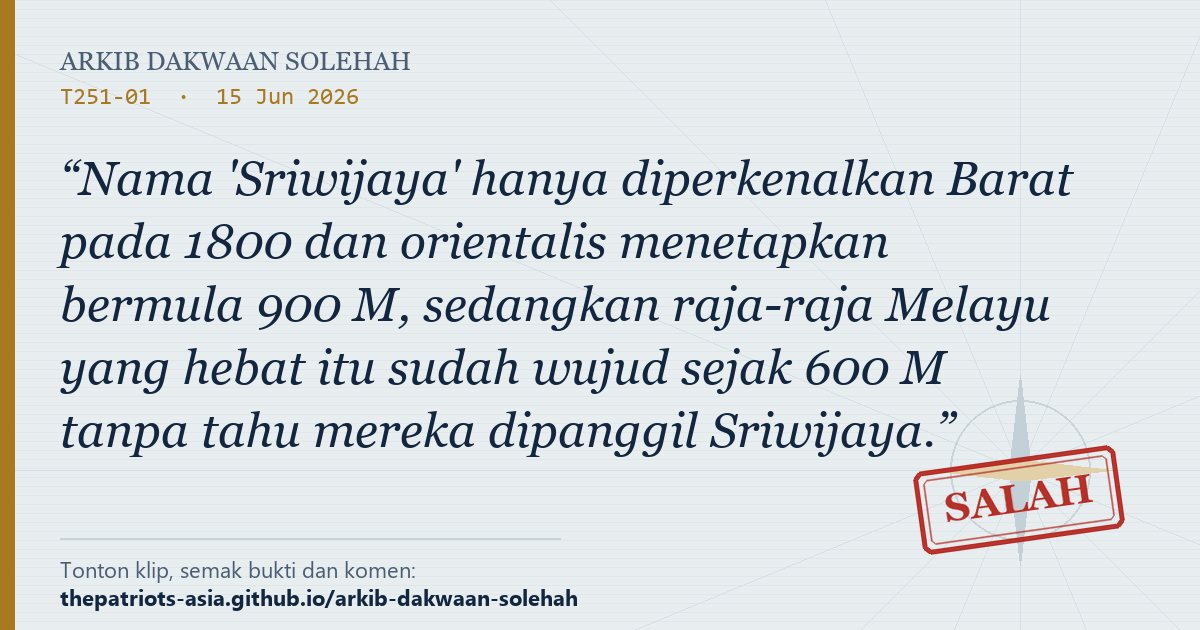 ARKIB DAKWAAN SOLEHAH
T251-01 · 15 Jun 2026
“Nama 'Sriwijaya' hanya diperkenalkan Barat
pada 1800 dan orientalis menetapkan
bermula 900 M, sedangkan raja-raja Melayu
yang hebat itu sudah wujud sejak 600 M
tanpa tahu mereka dipanggil Sriwijaya.”
SALAH
Tonton klip, semak bukti dan komen:
thepatriots-asia.github.io/arkib-dakwaan-solehah